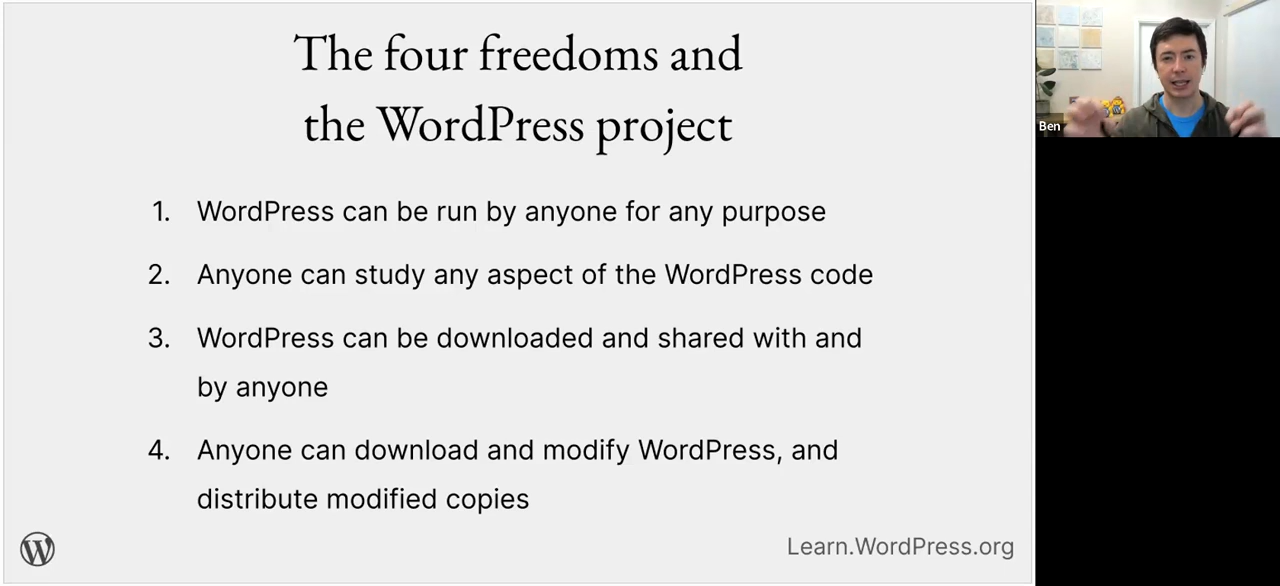 The four freedoms and
the WordPress project
1. WordPress can be run by anyone for any purpose
2. Anyone can study any aspect of the WordPress code
3. WordPress can be downloaded and shared with and
by anyone
4. Anyone can download and modify WordPress, and
distribute modified copies
Learn.WordPress.org
Ben